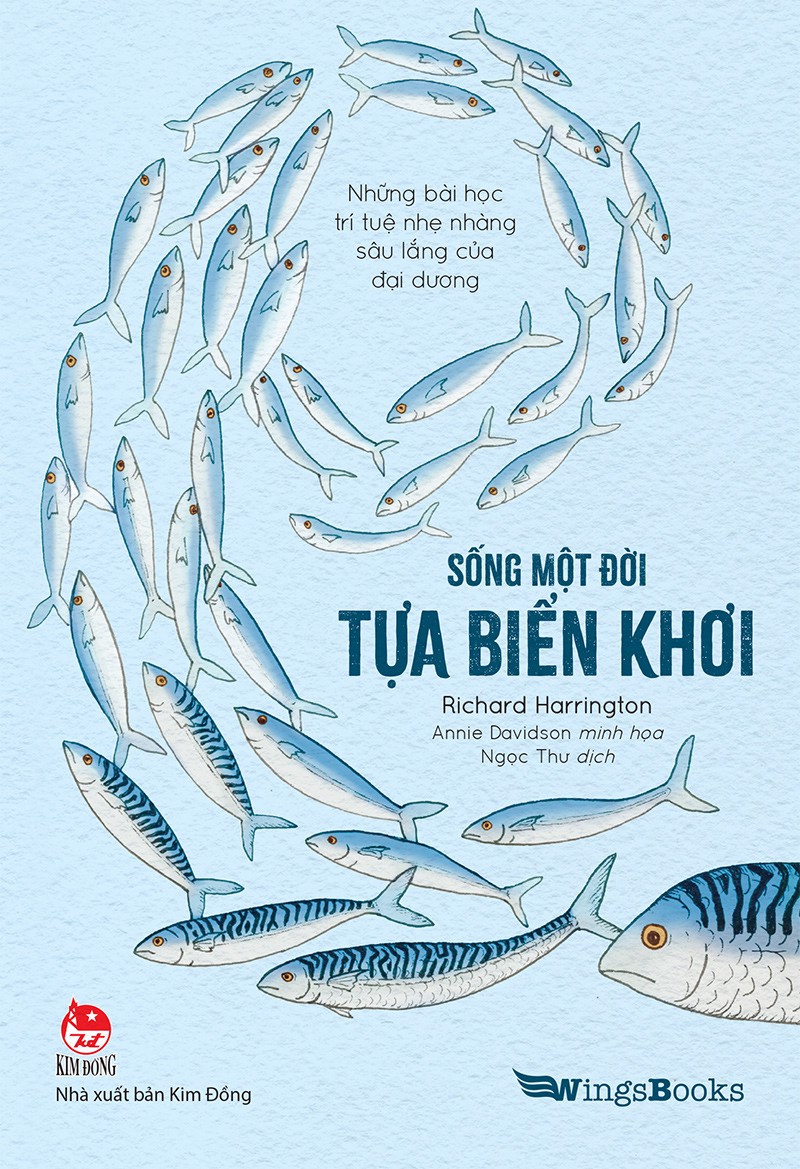 Những bài học
trí tuệ nhẹ nhàng
sâu lắng của
đại dương
SỐNG MỘT ĐỜI
TỰA BIỂN KHƠI
Richard Harrington
Annie Davidson minh họa
Ngọc Thư dịch
KIM ĐỒNG
Nhà xuất bản Kim Đồng
WingsBooks